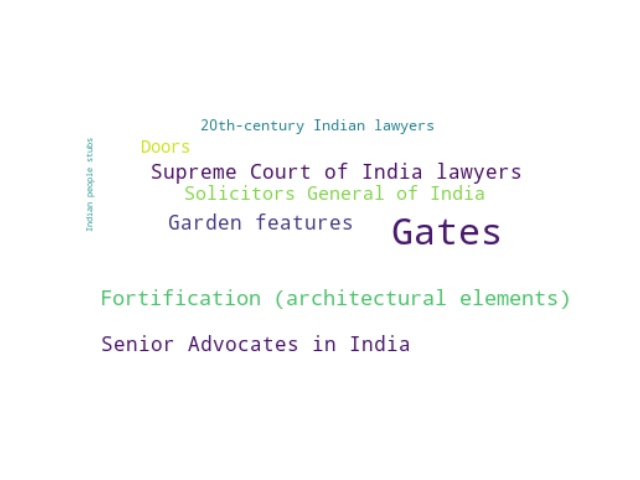 20th-century Indian lawyers
Doors
Indian people stubs
Supreme Court of India lawyers
Solicitors General of India
Garden features
Gates
Fortification (architectural elements)
Senior Advocates in India